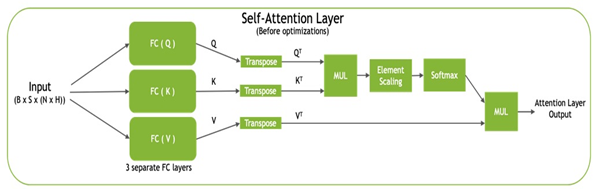 Self-Attention Layer
(Before optimizations)
Input
(B x S x (N x H))
FC ( Q )
Q
Transpose
Qᵀ
FC ( K )
K
Transpose
Kᵀ
FC ( V )
V
Transpose
Vᵀ
3 separate FC layers
MUL
Element
Scaling
Softmax
MUL
Attention Layer
Output